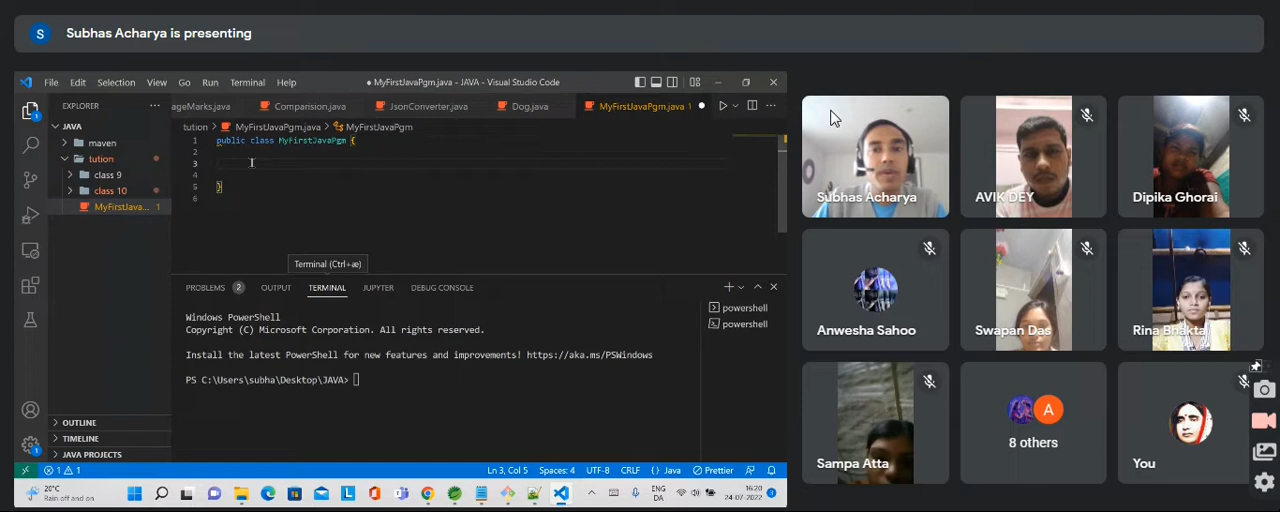 S Subhas Acharya is presenting
File Edit Selection View Go Run Terminal Help
MyFirstJavaPgm.java - JAVA - Visual Studio Code
EXPLORER
ageMarks.java Comparision.java JsonConverter.java Dog.java MyFirstJavaPgm.java 1
JAVA
tution > MyFirstJavaPgm.java > MyFirstJavaPgm
maven
tution
class 9
class 10
MyFirstJava... 1
1 public class MyFirstJavaPgm {
2
3
4
5 }
6
Terminal (Ctrl+æ)
PROBLEMS 2 OUTPUT TERMINAL JUPYTER DEBUG CONSOLE
powershell
powershell
Windows PowerShell
Copyright (C) Microsoft Corporation. All rights reserved.
Install the latest PowerShell for new features and improvements! https://aka.ms/PSWindows
PS C:\Users\subha\Desktop\JAVA>
OUTLINE
TIMELINE
JAVA PROJECTS
1 1 Ln 3, Col 5 Spaces: 4 UTF-8 CRLF {} Java Prettier
20°C
Rain off and on
ENG
DA
16:20
24-07-2022
Subhas Acharya
AVIK DEY
Dipika Ghorai
Anwesha Sahoo
Swapan Das
Rina Bhaktai
Sampa Atta
A
8 others
You